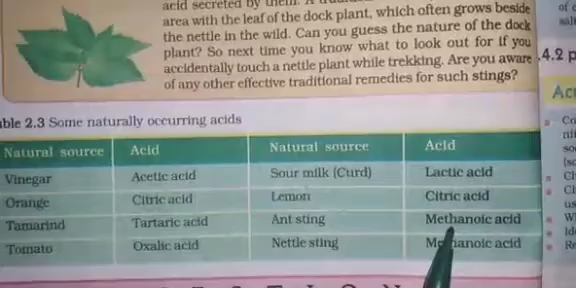 acid secreted by them.
area with the leaf of the dock plant, which often grows beside
the nettle in the wild. Can you guess the nature of the dock
plant? So next time you know what to look out for if you
accidentally touch a nettle plant while trekking. Are you aware
of any other effective traditional remedies for such stings?
4.2
ble 2.3 Some naturally occurring acids
Natural source Acid Natural source Acid
Vinegar Acetic acid Sour milk (Curd) Lactic acid
Orange Citric acid Lemon Citric acid
Tamarind Tartaric acid Ant sting Methanoic acid
Tomato Oxalic acid Nettle sting Me hanoic acid